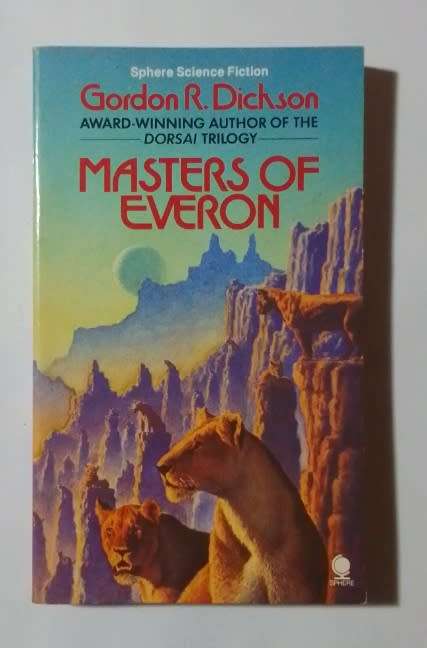 Sphere Science Fiction
Gordon R. Dickson
AWARD-WINNING AUTHOR OF THE
DORSAI TRILOGY
MASTERS OF
EVERON
SPHERE